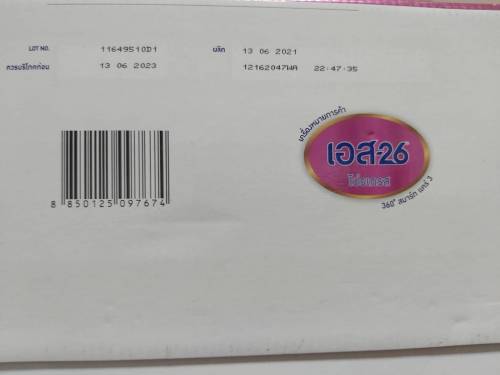 LOT NO. 11649510D1 ผลิต 13 06 2021
ควรบริโภคก่อน 13 06 2023 12162047WA 22:47:35
เครื่องหมายการค้า
เอส-26
โปรเกรส
360° สมาร์ท แคร์ 3
8 850125 097674